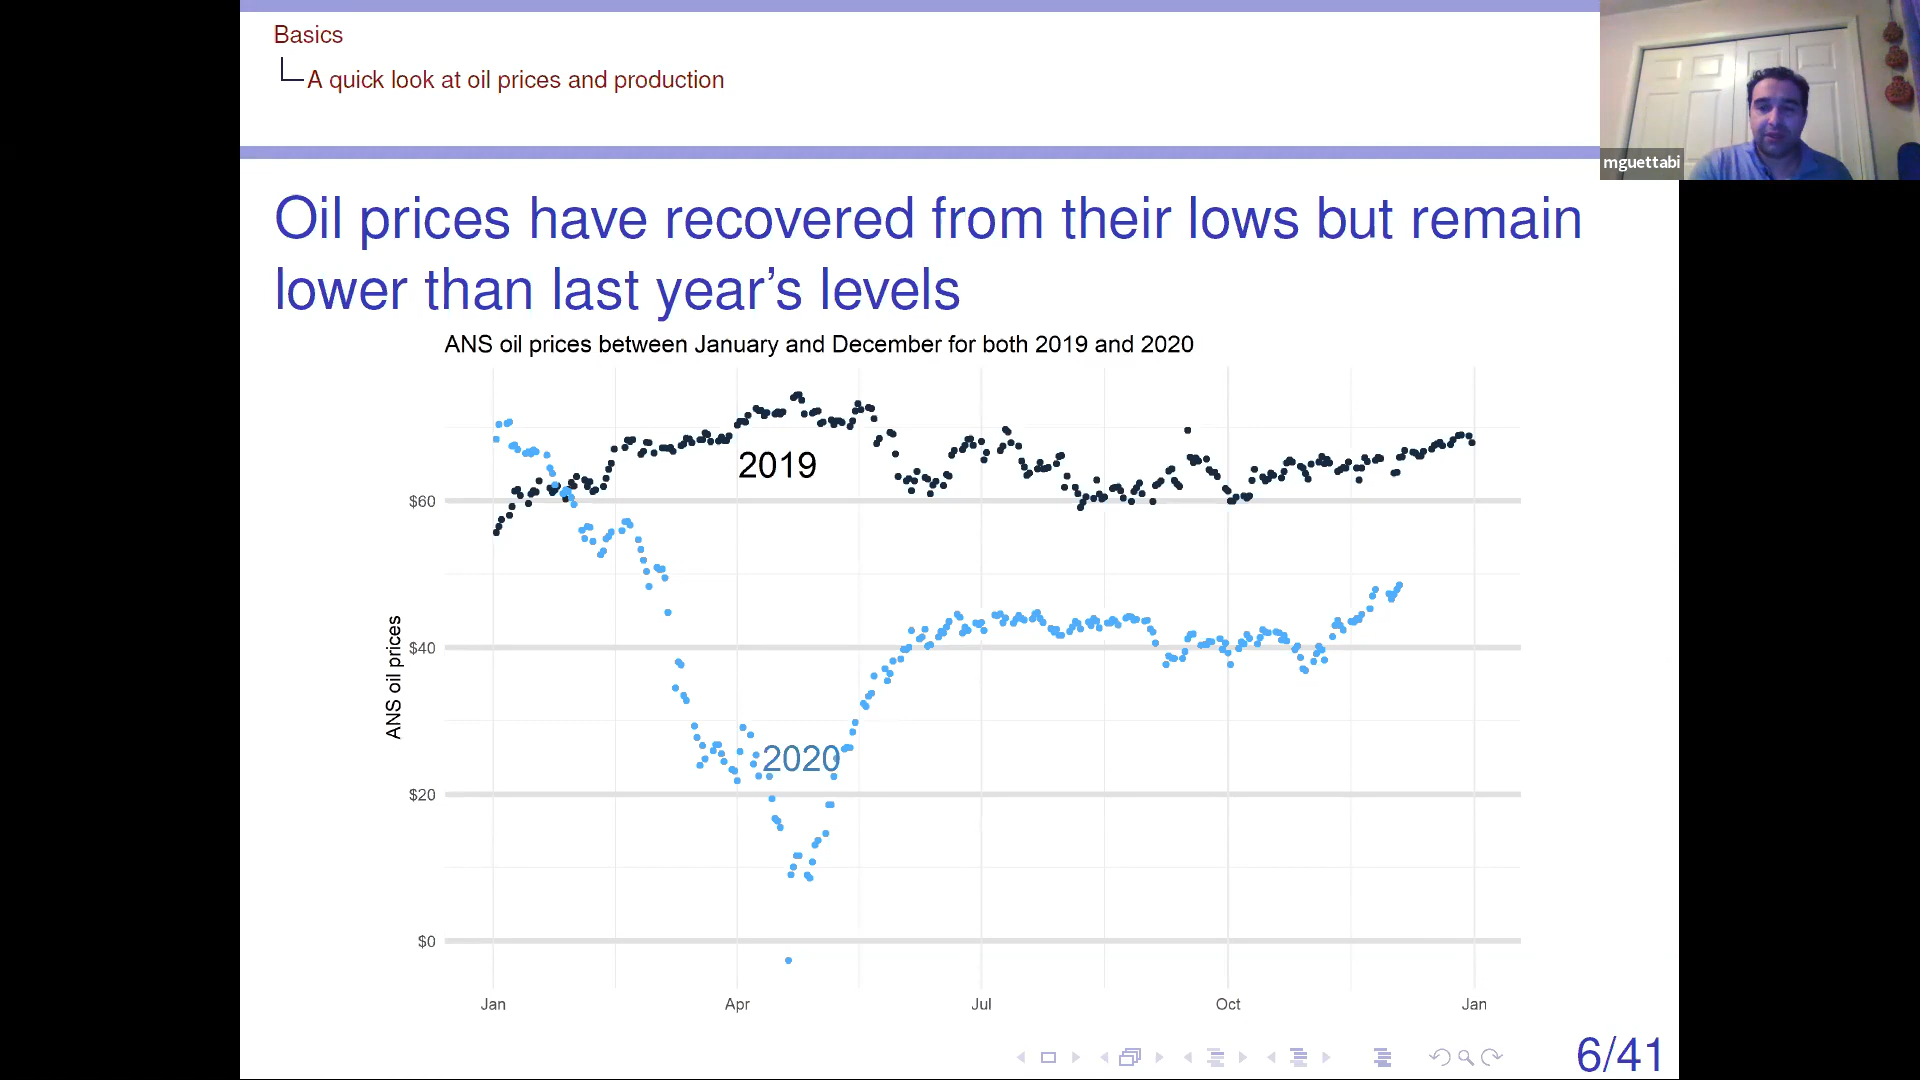 Basics
A quick look at oil prices and production
mguettabi
Oil prices have recovered from their lows but remain
lower than last year's levels
ANS oil prices between January and December for both 2019 and 2020
2019
$60
ANS oil prices
$40
2020
$20
$0
Jan
Apr
Jul
Oct
Jan
6/41